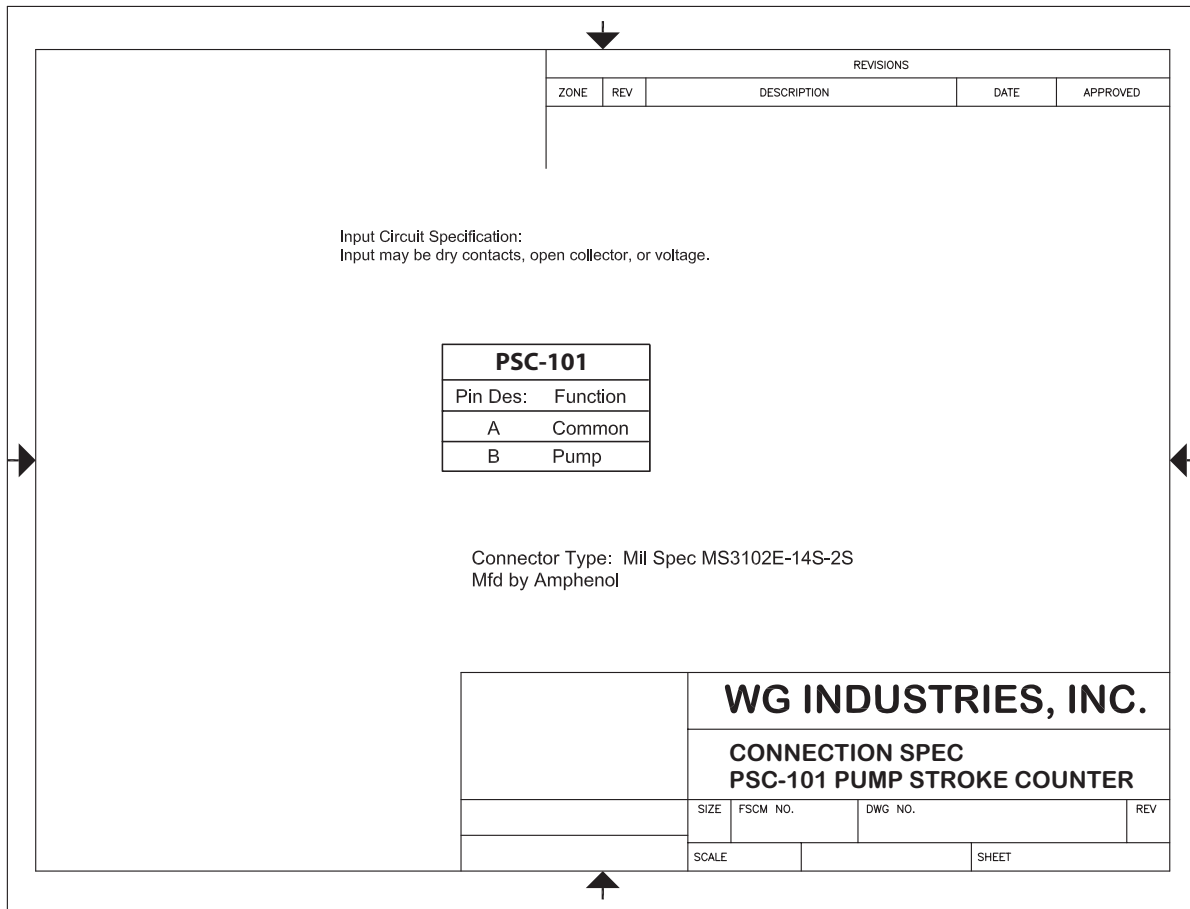 REVISIONS
ZONE REV DESCRIPTION DATE APPROVED
Input Circuit Specification:
Input may be dry contacts, open collector, or voltage.
PSC-101
Pin Des: Function
A Common
B Pump
Connector Type: Mil Spec MS3102E-14S-2S
Mfd by Amphenol
WG INDUSTRIES, INC.
CONNECTION SPEC
PSC-101 PUMP STROKE COUNTER
SIZE FSCM NO. DWG NO. REV
SCALE SHEET